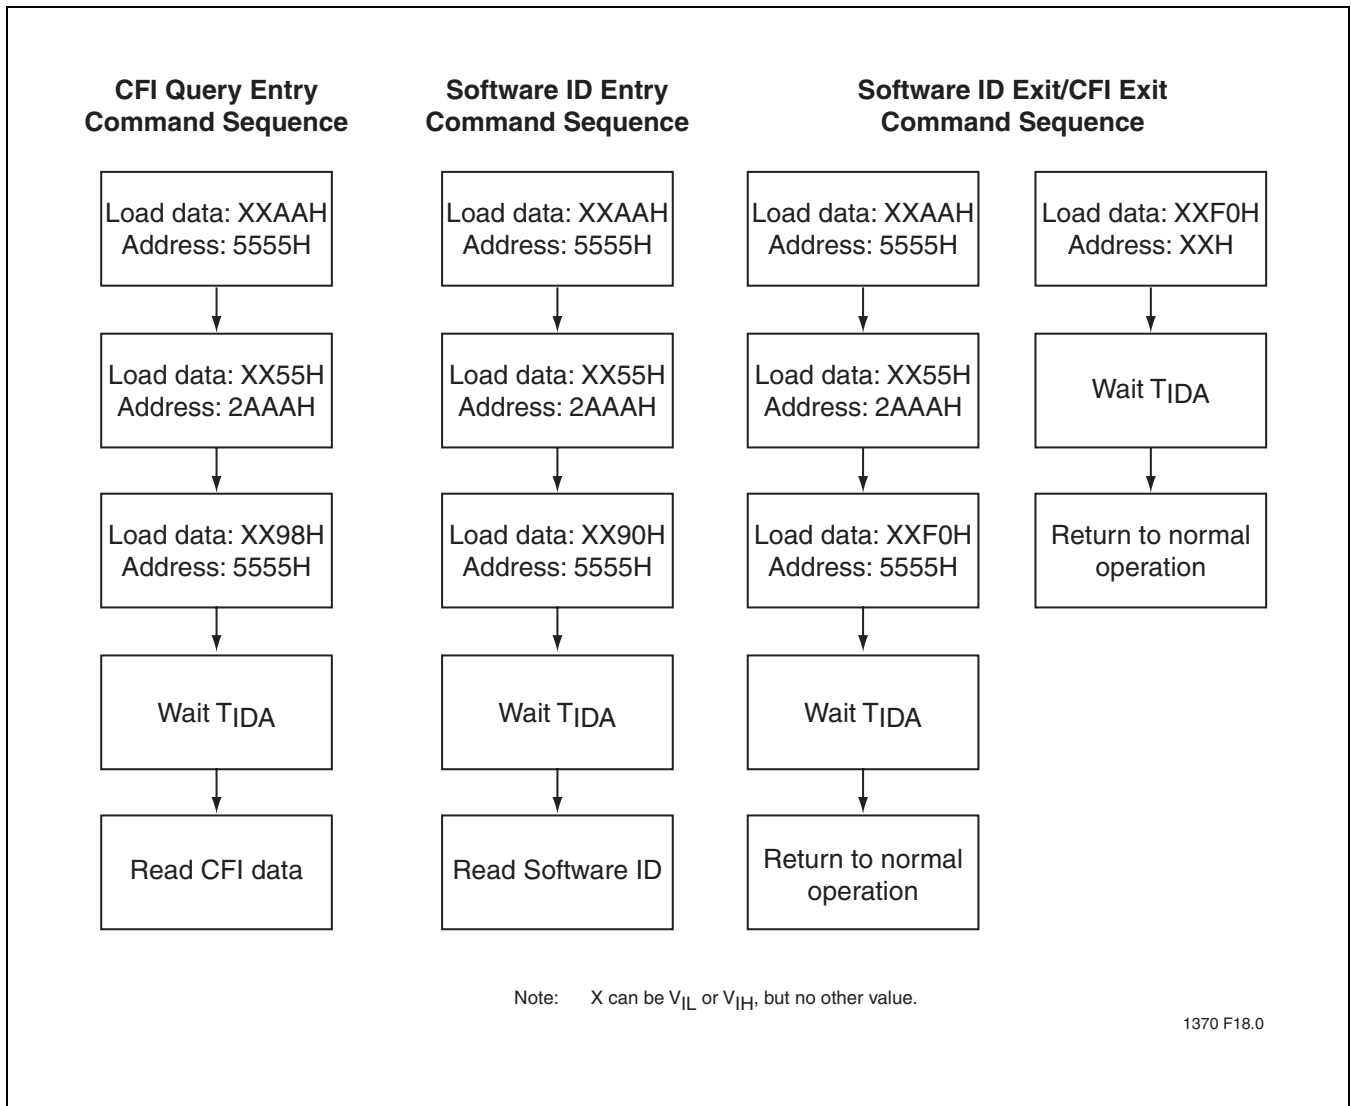 CFI Query Entry
Command Sequence
Load data: XXAAH
Address: 5555H
Load data: XX55H
Address: 2AAAH
Load data: XX98H
Address: 5555H
Wait TIDA
Read CFI data
Software ID Entry
Command Sequence
Load data: XXAAH
Address: 5555H
Load data: XX55H
Address: 2AAAH
Load data: XX90H
Address: 5555H
Wait TIDA
Read Software ID
Software ID Exit/CFI Exit
Command Sequence
Load data: XXAAH
Address: 5555H
Load data: XX55H
Address: 2AAAH
Load data: XXF0H
Address: 5555H
Wait TIDA
Return to normal
operation
Load data: XXF0H
Address: XXH
Wait TIDA
Return to normal
operation
Note: X can be VIL or VIH, but no other value.
1370 F18.0